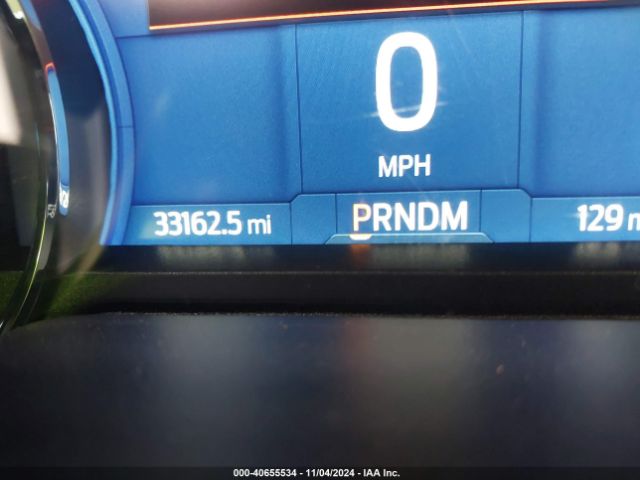 0
MPH
33162.5 mi PRNDM 129
000-40655534 - 11/04/2024 - IAA Inc.